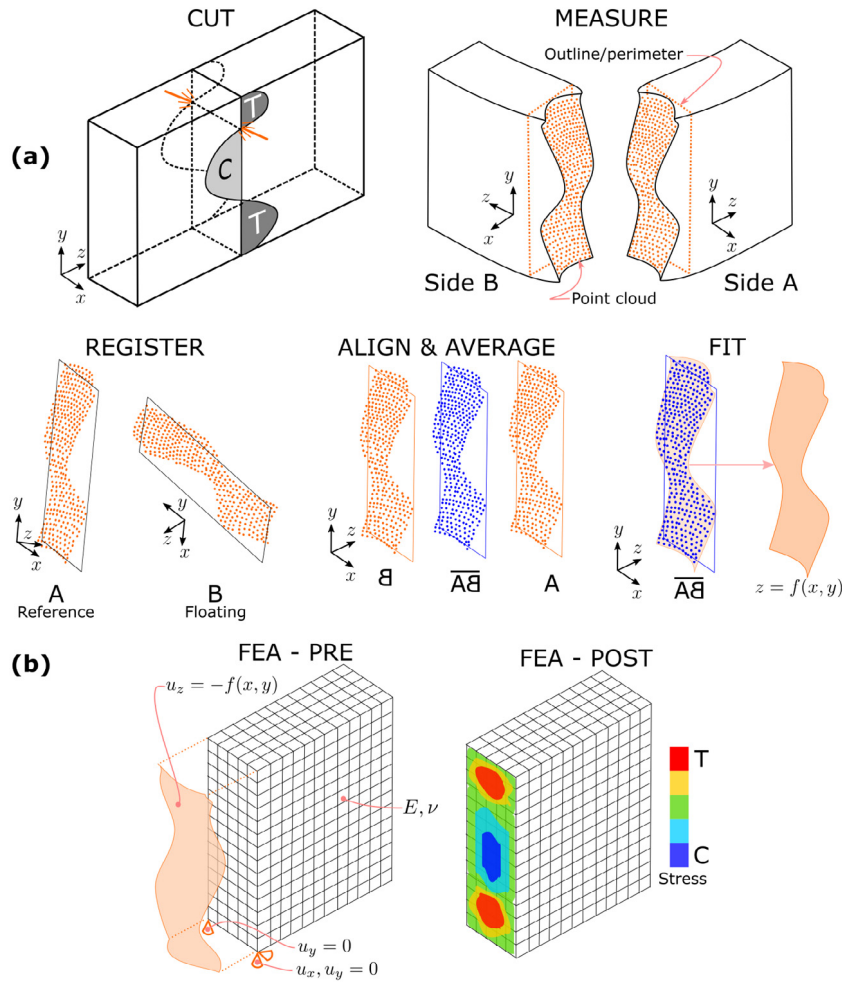 CUT
MEASURE
(a)
T
C
T
y
z
x
Outline/perimeter
z
y
x
y
z
x
Side B
Side A
Point cloud
REGISTER
ALIGN & AVERAGE
FIT
y
z
x
y
z
x
y
z
x
y
z
x
A
Reference
B
Floating
B
AB
A
AB
z = f(x, y)
(b)
FEA - PRE
FEA - POST
u_z = −f(x, y)
E, ν
T
C
Stress
u_y = 0
u_x, u_y = 0